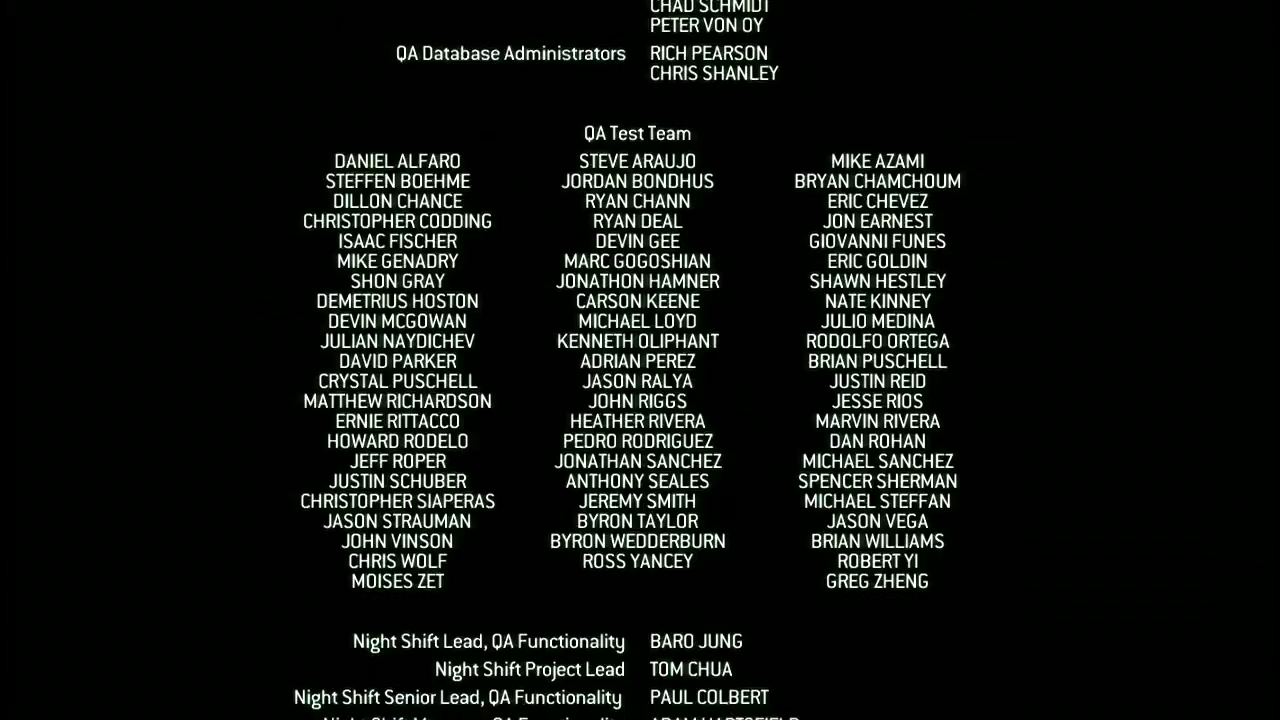 CHAD SCHMIDT
PETER VON OY
QA Database Administrators RICH PEARSON
CHRIS SHANLEY
QA Test Team
DANIEL ALFARO STEVE ARAUJO MIKE AZAMI
STEFFEN BOEHME JORDAN BONDHUS BRYAN CHAMCHOUM
DILLON CHANCE RYAN CHANN ERIC CHEVEZ
CHRISTOPHER CODDING RYAN DEAL JON EARNEST
ISAAC FISCHER DEVIN GEE GIOVANNI FUNES
MIKE GENADRY MARC GOGOSHIAN ERIC GOLDIN
SHON GRAY JONATHON HAMNER SHAWN HESTLEY
DEMETRIUS HOSTON CARSON KEENE NATE KINNEY
DEVIN MCGOWAN MICHAEL LOYD JULIO MEDINA
JULIAN NAYDICHEV KENNETH OLIPHANT RODOLFO ORTEGA
DAVID PARKER ADRIAN PEREZ BRIAN PUSCHELL
CRYSTAL PUSCHELL JASON RALYA JUSTIN REID
MATTHEW RICHARDSON JOHN RIGGS JESSE RIOS
ERNIE RITTACCO HEATHER RIVERA MARVIN RIVERA
HOWARD RODELO PEDRO RODRIGUEZ DAN ROHAN
JEFF ROPER JONATHAN SANCHEZ MICHAEL SANCHEZ
JUSTIN SCHUBER ANTHONY SEALES SPENCER SHERMAN
CHRISTOPHER SIAPERAS JEREMY SMITH MICHAEL STEFFAN
JASON STRAUMAN BYRON TAYLOR JASON VEGA
JOHN VINSON BYRON WEDDERBURN BRIAN WILLIAMS
CHRIS WOLF ROSS YANCEY ROBERT YI
MOISES ZET GREG ZHENG
Night Shift Lead, QA Functionality BARO JUNG
Night Shift Project Lead TOM CHUA
Night Shift Senior Lead, QA Functionality PAUL COLBERT